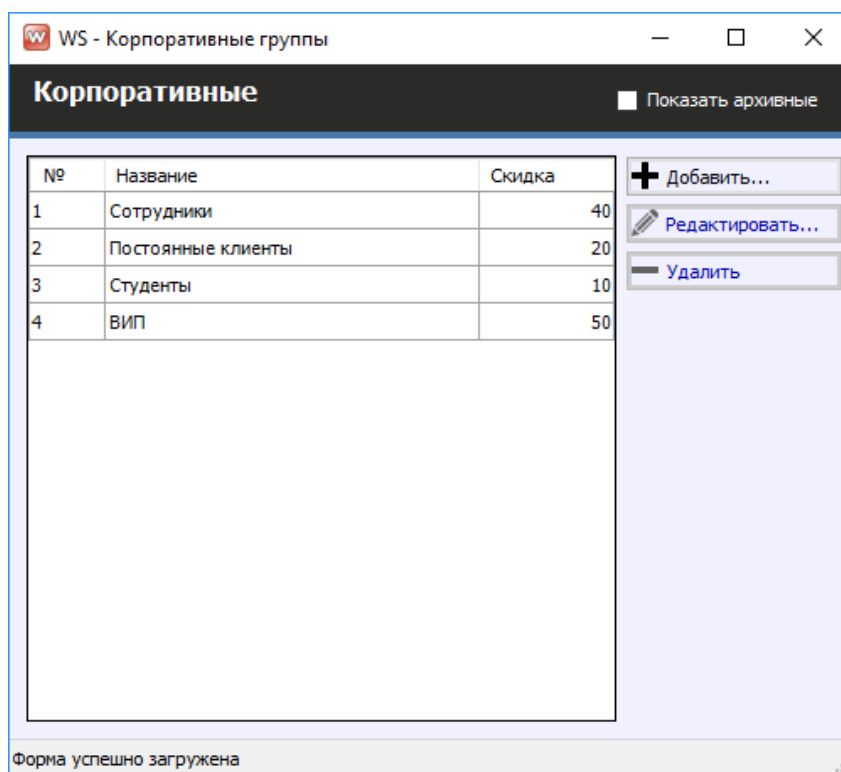 WS - Корпоративные группы
Корпоративные
Показать архивные
№ Название Скидка
1 Сотрудники 40
2 Постоянные клиенты 20
3 Студенты 10
4 ВИП 50
Добавить...
Редактировать...
Удалить
Форма успешно загружена